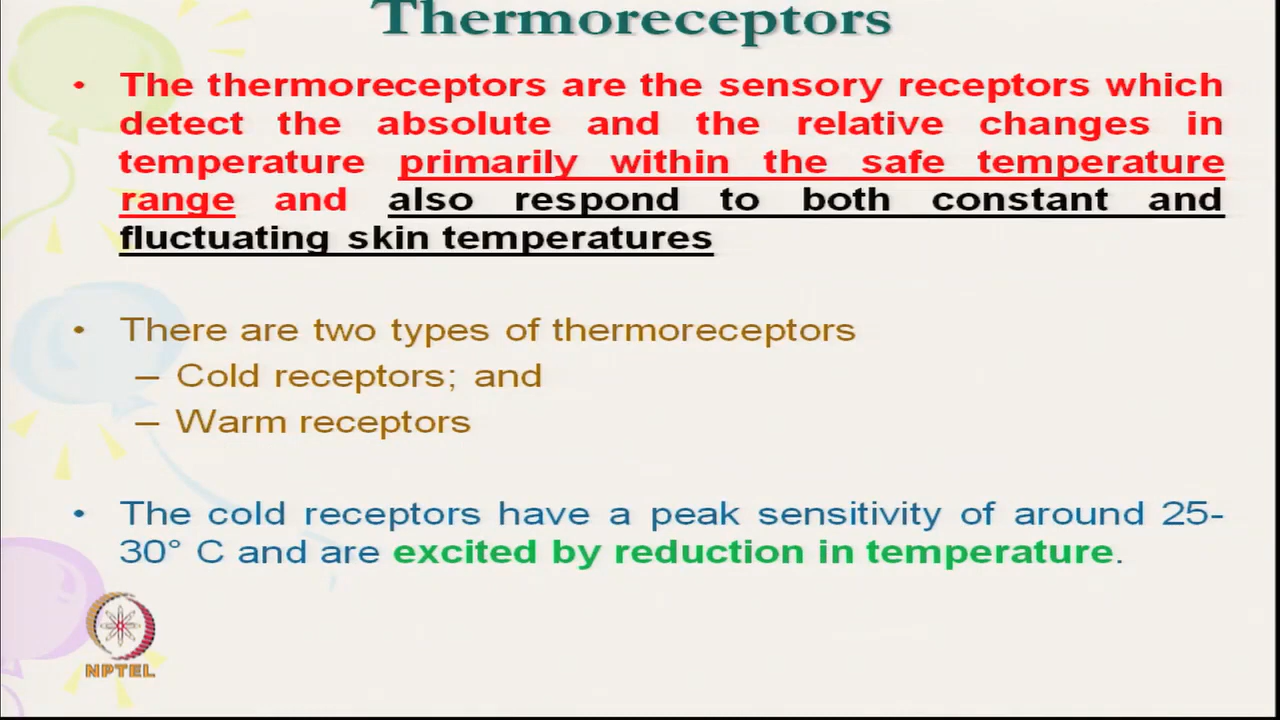 Thermoreceptors
• The thermoreceptors are the sensory receptors which
detect the absolute and the relative changes in
temperature primarily within the safe temperature
range and also respond to both constant and
fluctuating skin temperatures
• There are two types of thermoreceptors
– Cold receptors; and
– Warm receptors
• The cold receptors have a peak sensitivity of around 25-
30° C and are excited by reduction in temperature.
NPTEL